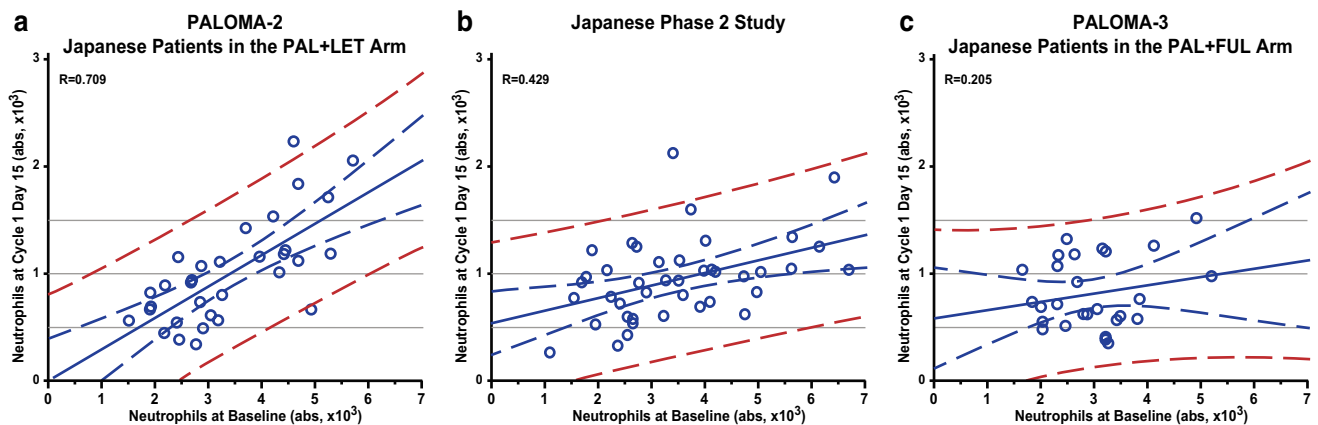 a
PALOMA-2
Japanese Patients in the PAL+LET Arm
R=0.709
Neutrophils at Cycle 1 Day 15 (abs, x10³)
3
2
1
0
0 1 2 3 4 5 6 7
Neutrophils at Baseline (abs, x10³)
b
Japanese Phase 2 Study
R=0.429
Neutrophils at Cycle 1 Day 15 (abs, x10³)
3
2
1
0
0 1 2 3 4 5 6 7
Neutrophils at Baseline (abs, x10³)
c
PALOMA-3
Japanese Patients in the PAL+FUL Arm
R=0.205
Neutrophils at Cycle 1 Day 15 (abs, x10³)
3
2
1
0
0 1 2 3 4 5 6 7
Neutrophils at Baseline (abs, x10³)